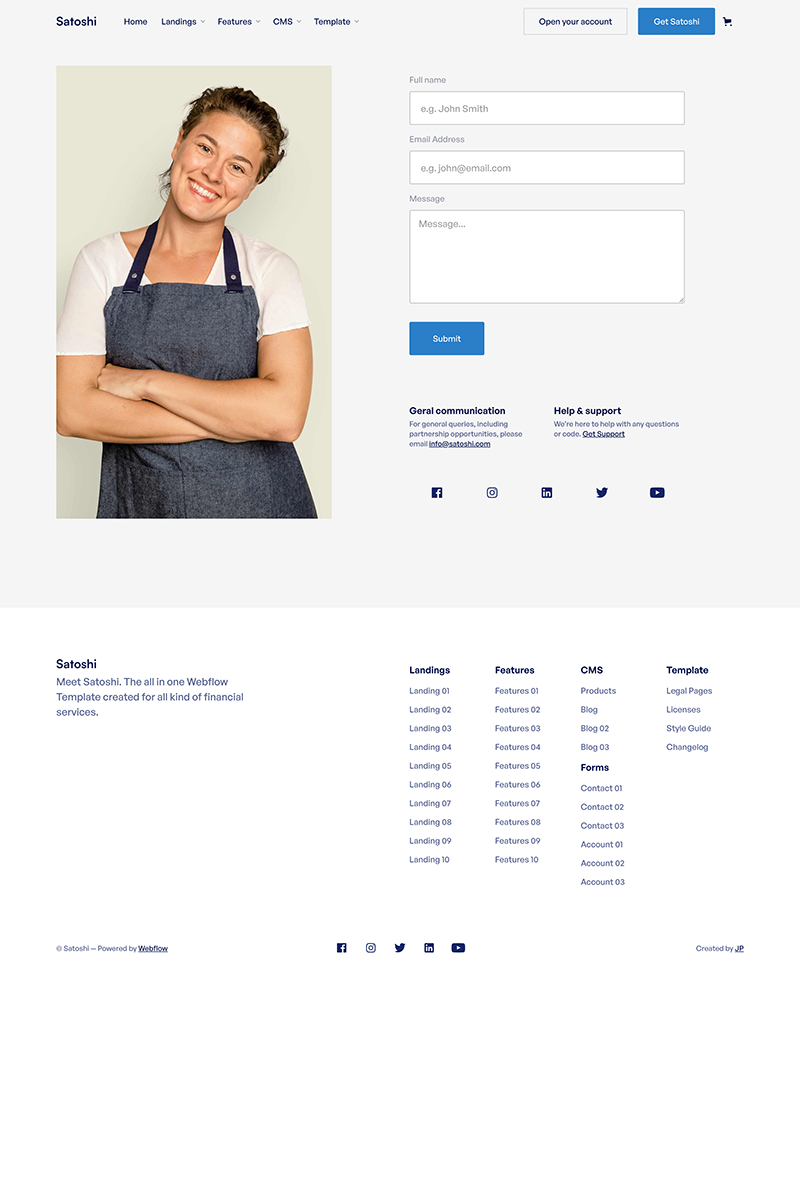 Satoshi
Home
Landings
Features
CMS
Template
Open your account
Get Satoshi
Full name
e.g. John Smith
Email Address
e.g. john@email.com
Message
Message...
Submit
Geral communication
For general queries, including
partnership opportunities, please
email info@satoshi.com
Help & support
We're here to help with any questions
or code. Get Support
Satoshi
Meet Satoshi. The all in one Webflow
Template created for all kind of financial
services.
Landings
Landing 01
Landing 02
Landing 03
Landing 04
Landing 05
Landing 06
Landing 07
Landing 08
Landing 09
Landing 10
Features
Features 01
Features 02
Features 03
Features 04
Features 05
Features 06
Features 07
Features 08
Features 09
Features 10
CMS
Products
Blog
Blog 02
Blog 03
Forms
Contact 01
Contact 02
Contact 03
Account 01
Account 02
Account 03
Template
Legal Pages
Licenses
Style Guide
Changelog
© Satoshi — Powered by Webflow
Created by JP